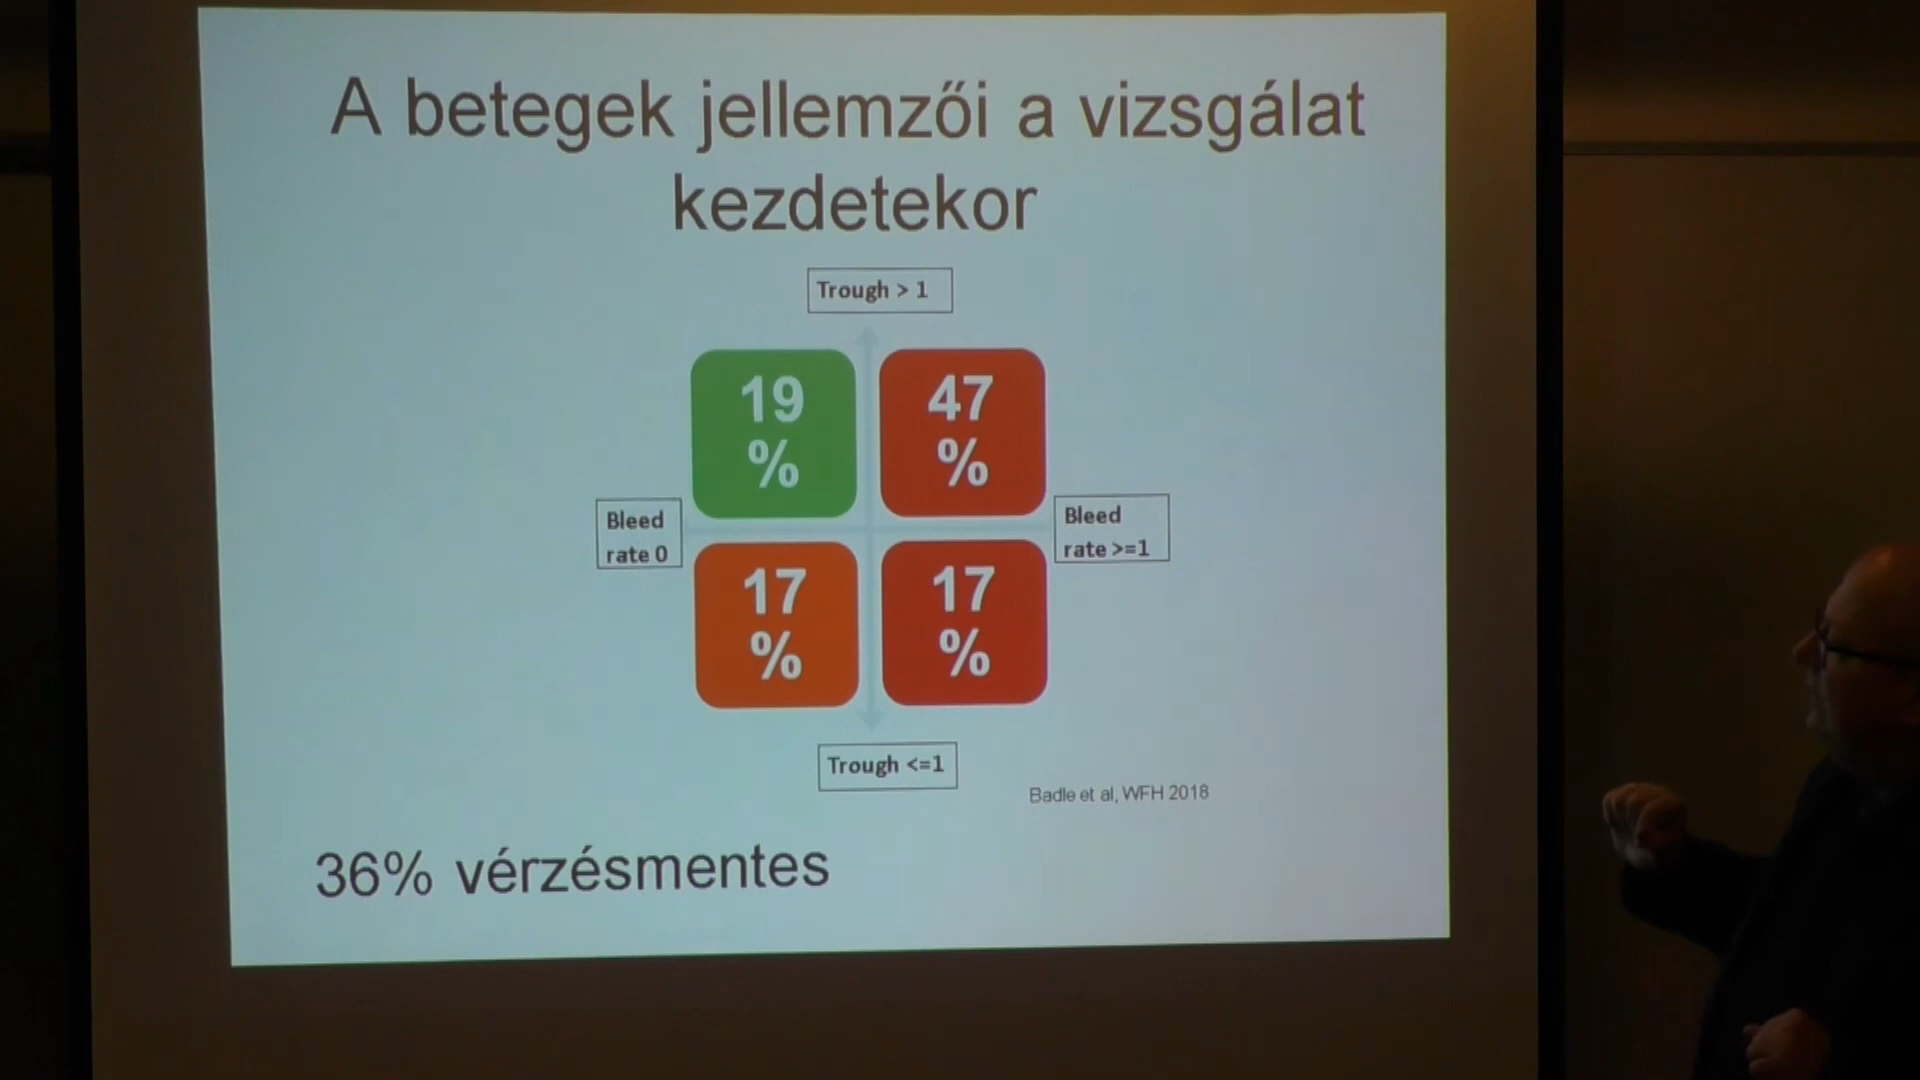 A betegek jellemzői a vizsgálat
kezdetekor
Trough > 1
19
%
47
%
Bleed
rate 0
Bleed
rate >=1
17
%
17
%
Trough <=1
Badle et al, WFH 2018
36% vérzésmentes